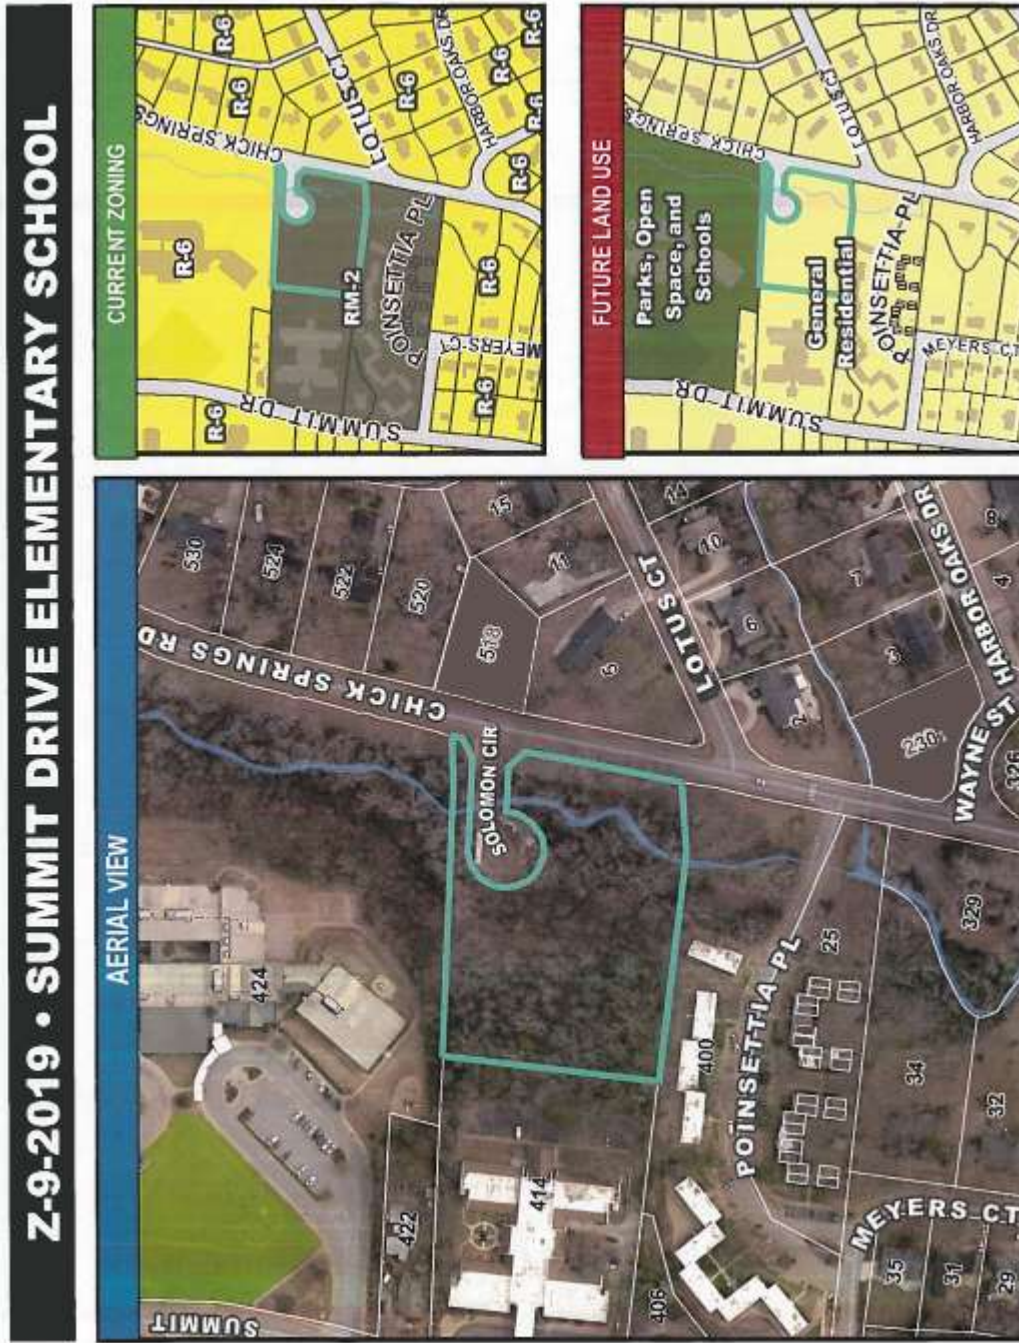 Z-9-2019 • SUMMIT DRIVE ELEMENTARY SCHOOL
AERIAL VIEW
SUMMIT
424
422
414
406
400
25
34
32
35
31
29
329
326
230
530
524
522
520
518
15
11
5
14
10
6
2
7
3
8
4
CHICK SPRINGS RD
SOLOMON CIR
LOTUS CT
POINSETTIA PL
MEYERS CT
WAYNE ST
HARBOR OAKS DR
CURRENT ZONING
R-6
R-6
R-6
R-6
R-6
R-6
R-6
R-6
R-6
R-6
R-6
RM-2
SUMMIT DR
CHICK SPRINGS
LOTUS CT
HARBOR OAKS DR
POINSETTIA PL
MEYERS CT
FUTURE LAND USE
Parks, Open
Space, and
Schools
General
Residential
SUMMIT DR
CHICK SPRINGS
LOTUS CT
HARBOR OAKS DR
POINSETTIA PL
MEYERS CT